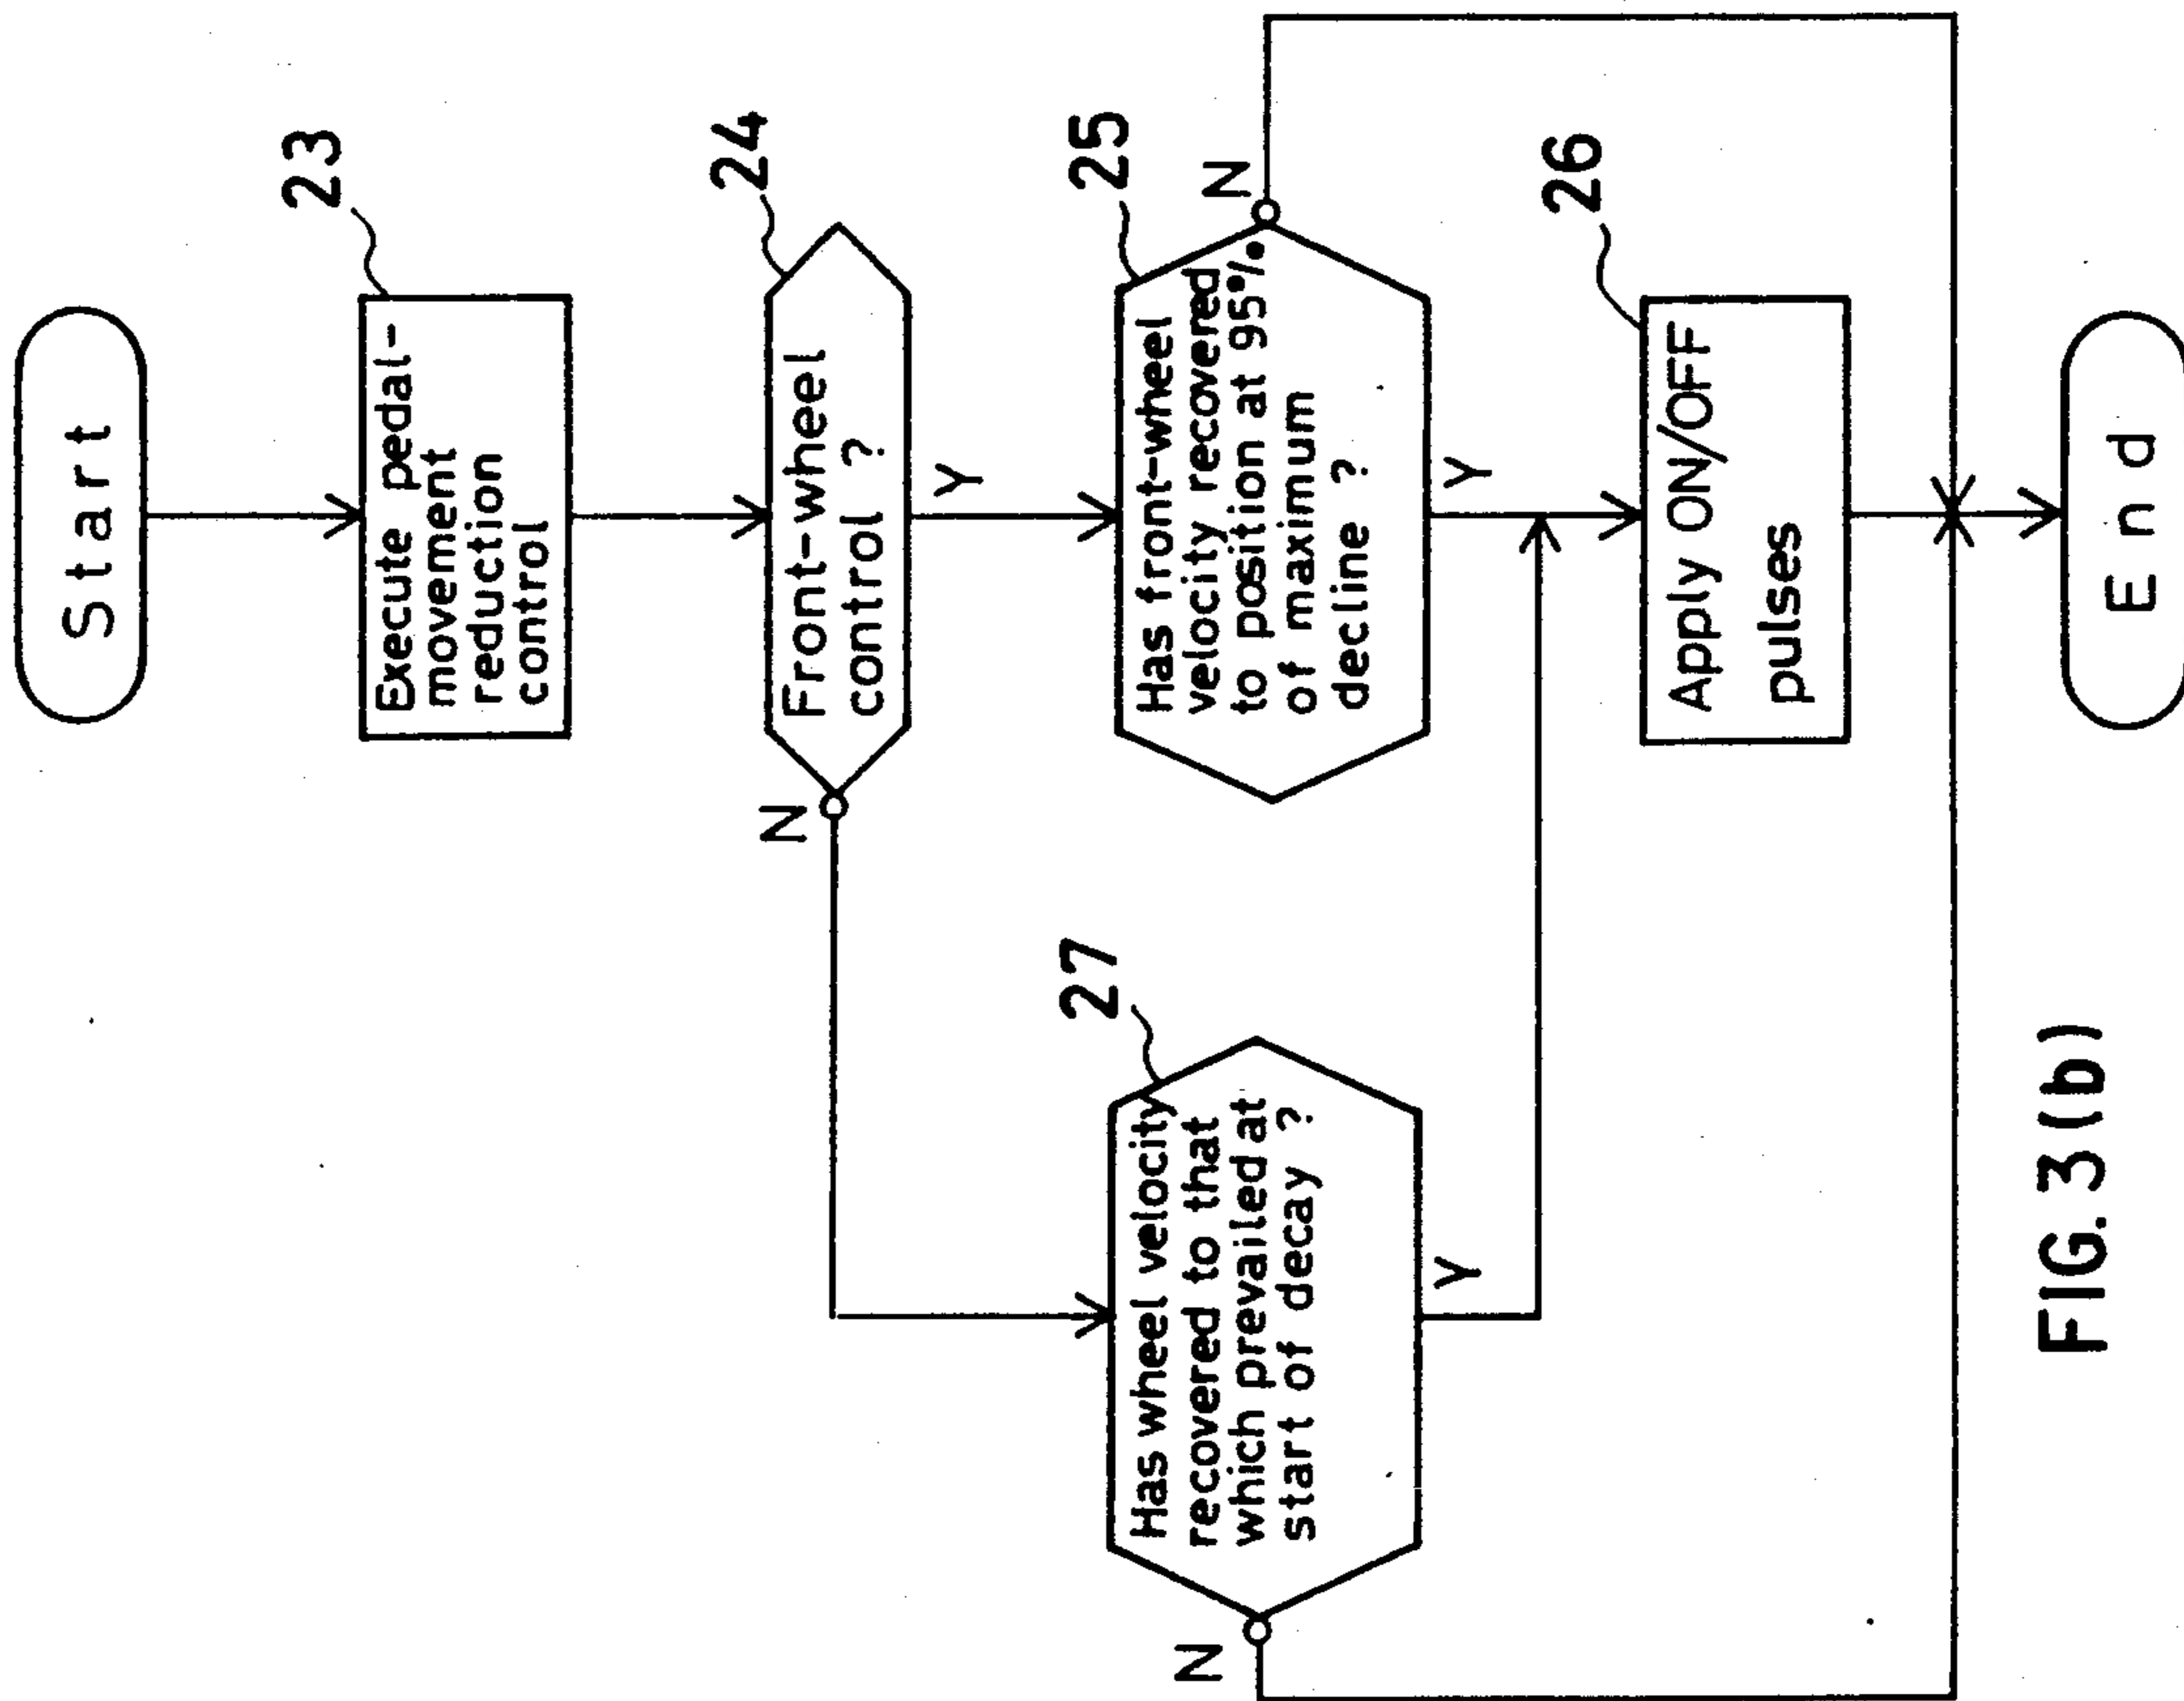 Start
23
Execute pedal-
movement
reduction
control
24
Front-wheel
control ?
N
Y
25
Has front-wheel
velocity recovered
to position at 95%
of maximum
decline ?
N
Y
27
Has wheel velocity
recovered to that
which prevailed at
start of decay ?
N
Y
26
Apply ON/OFF
pulses
End
FIG. 3 (b)